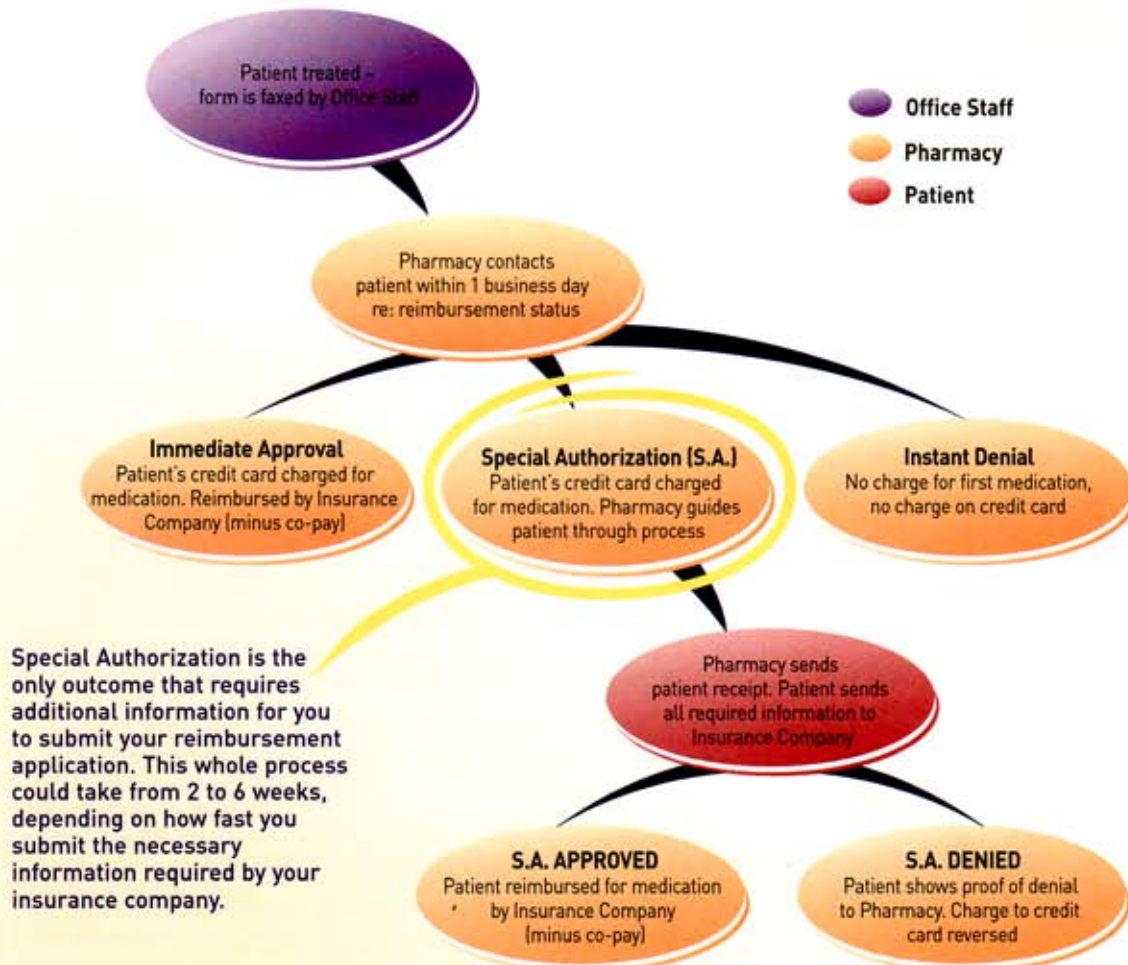 Patient treated –
form is faxed by Office Staff
Office Staff
Pharmacy
Patient
Pharmacy contacts
patient within 1 business day
re: reimbursement status
Immediate Approval
Patient's credit card charged for
medication. Reimbursed by Insurance
Company (minus co-pay)
Special Authorization (S.A.)
Patient's credit card charged
for medication. Pharmacy guides
patient through process
Instant Denial
No charge for first medication,
no charge on credit card
Special Authorization is the
only outcome that requires
additional information for you
to submit your reimbursement
application. This whole process
could take from 2 to 6 weeks,
depending on how fast you
submit the necessary
information required by your
insurance company.
Pharmacy sends
patient receipt. Patient sends
all required information to
Insurance Company
S.A. APPROVED
Patient reimbursed for medication
by Insurance Company
(minus co-pay)
S.A. DENIED
Patient shows proof of denial
to Pharmacy. Charge to credit
card reversed